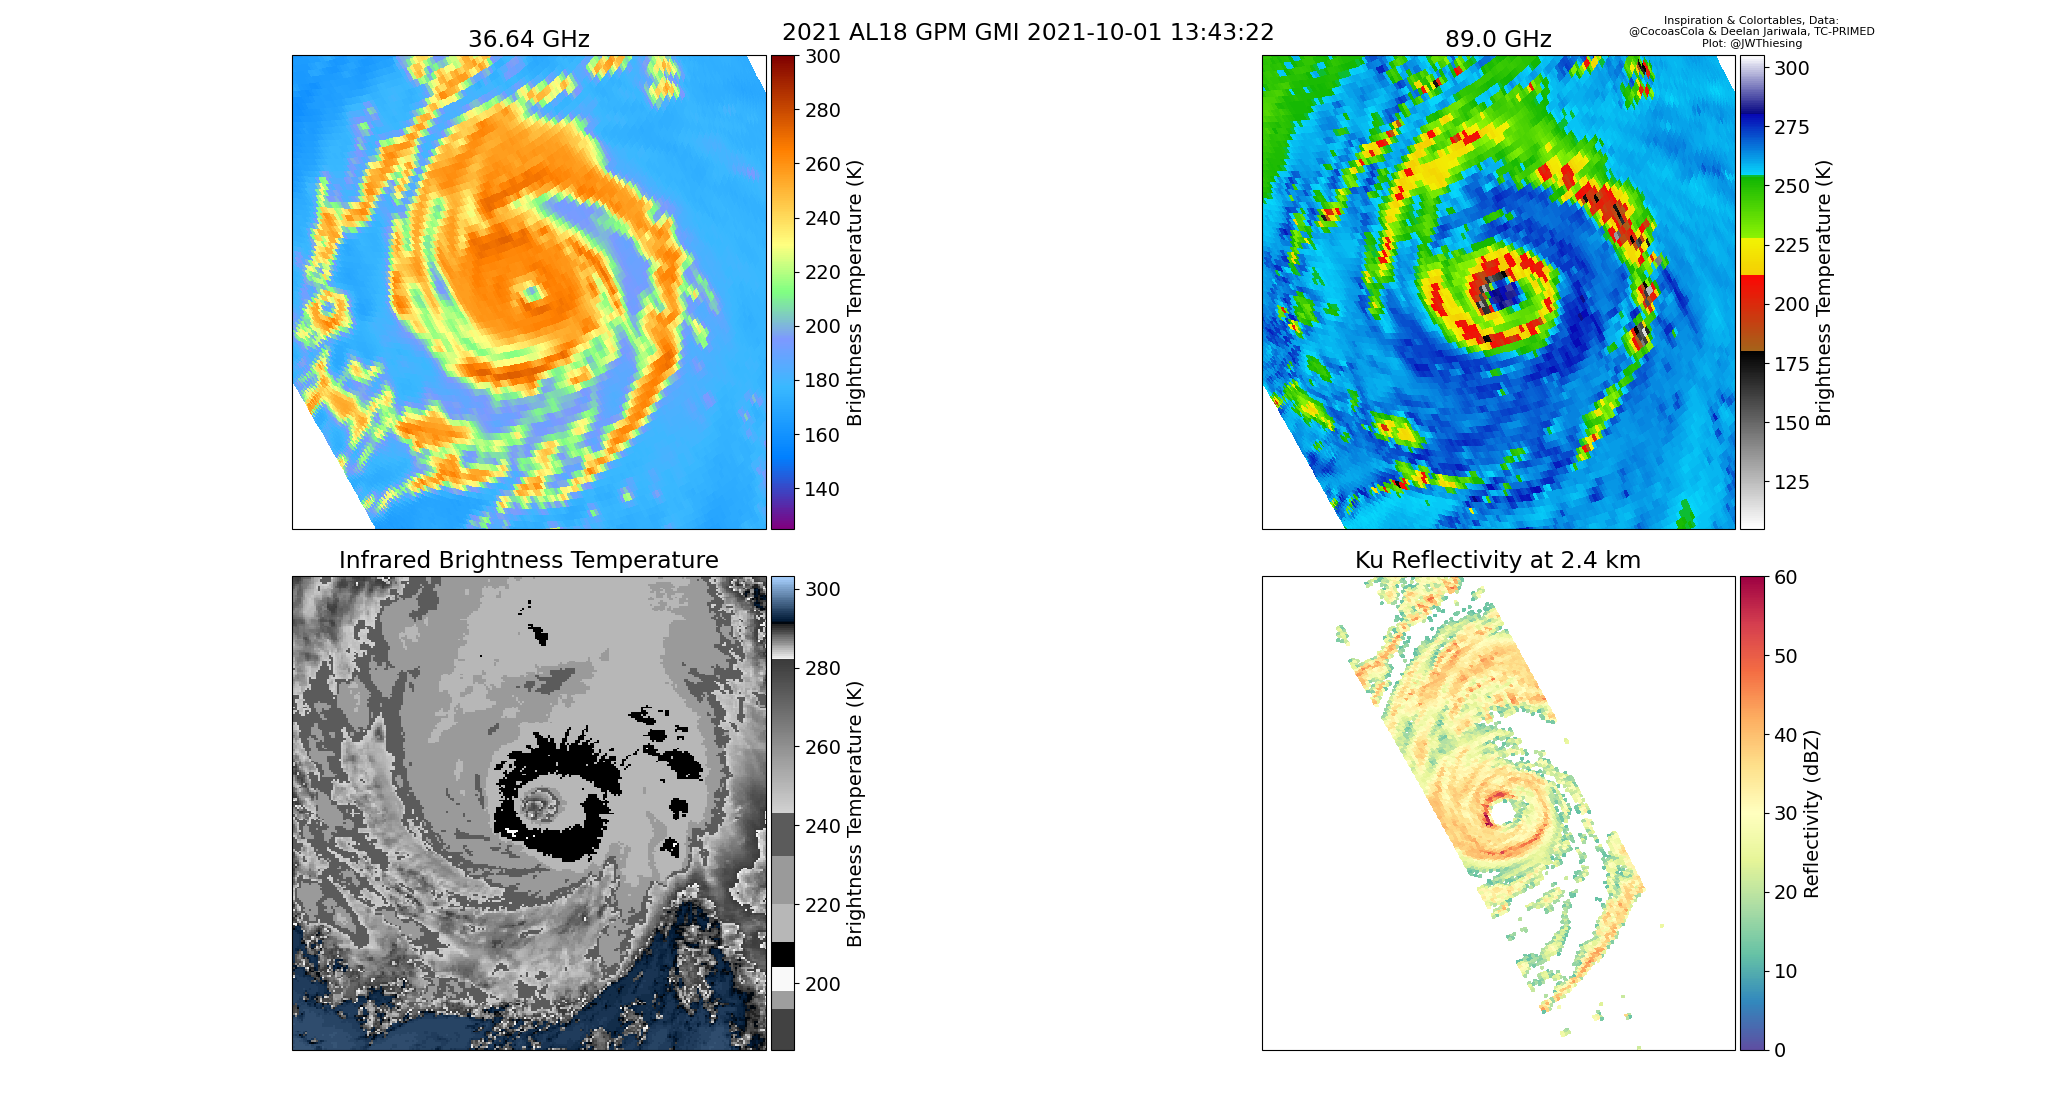 2021 AL18 GPM GMI 2021-10-01 13:43:22
Inspiration & Colortables, Data:
@CocoasCola & Deelan Jariwala, TC-PRIMED
Plot: @JWThiesing
36.64 GHz
300
280
260
240
220
200
180
160
140
Brightness Temperature (K)
89.0 GHz
300
275
250
225
200
175
150
125
Brightness Temperature (K)
Infrared Brightness Temperature
300
280
260
240
220
200
Brightness Temperature (K)
Ku Reflectivity at 2.4 km
60
50
40
30
20
10
0
Reflectivity (dBZ)